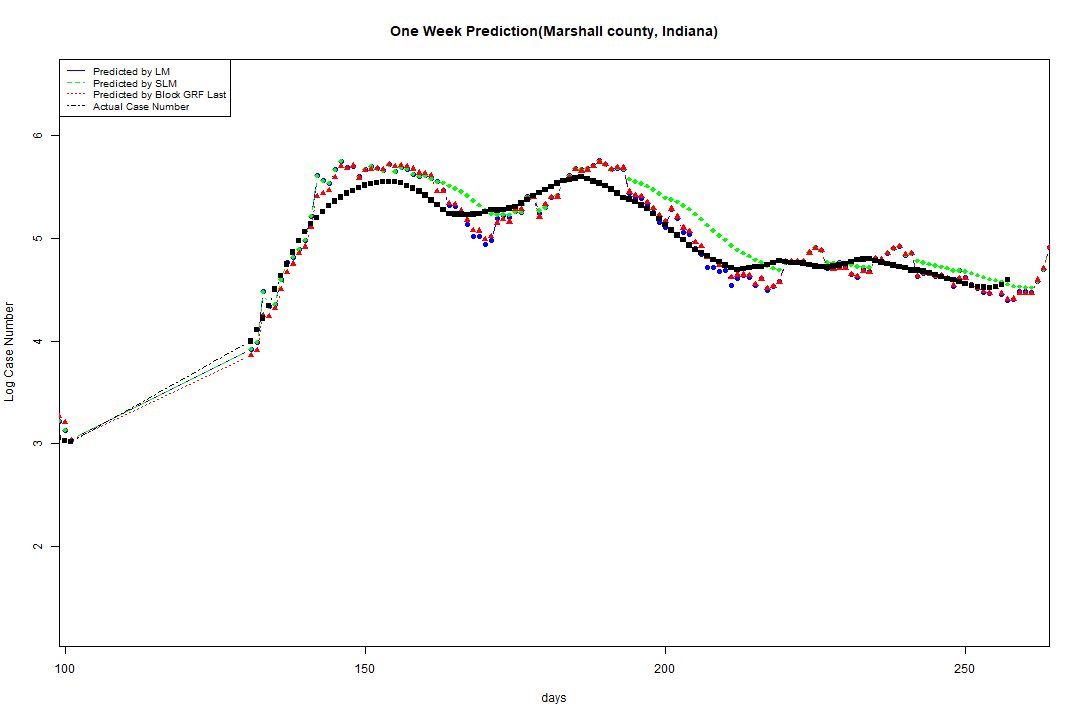 One Week Prediction(Marshall county, Indiana)
Predicted by LM
Predicted by SLM
Predicted by Block GRF Last
Actual Case Number
6
5
4
3
2
Log Case Number
100 150 200 250
days